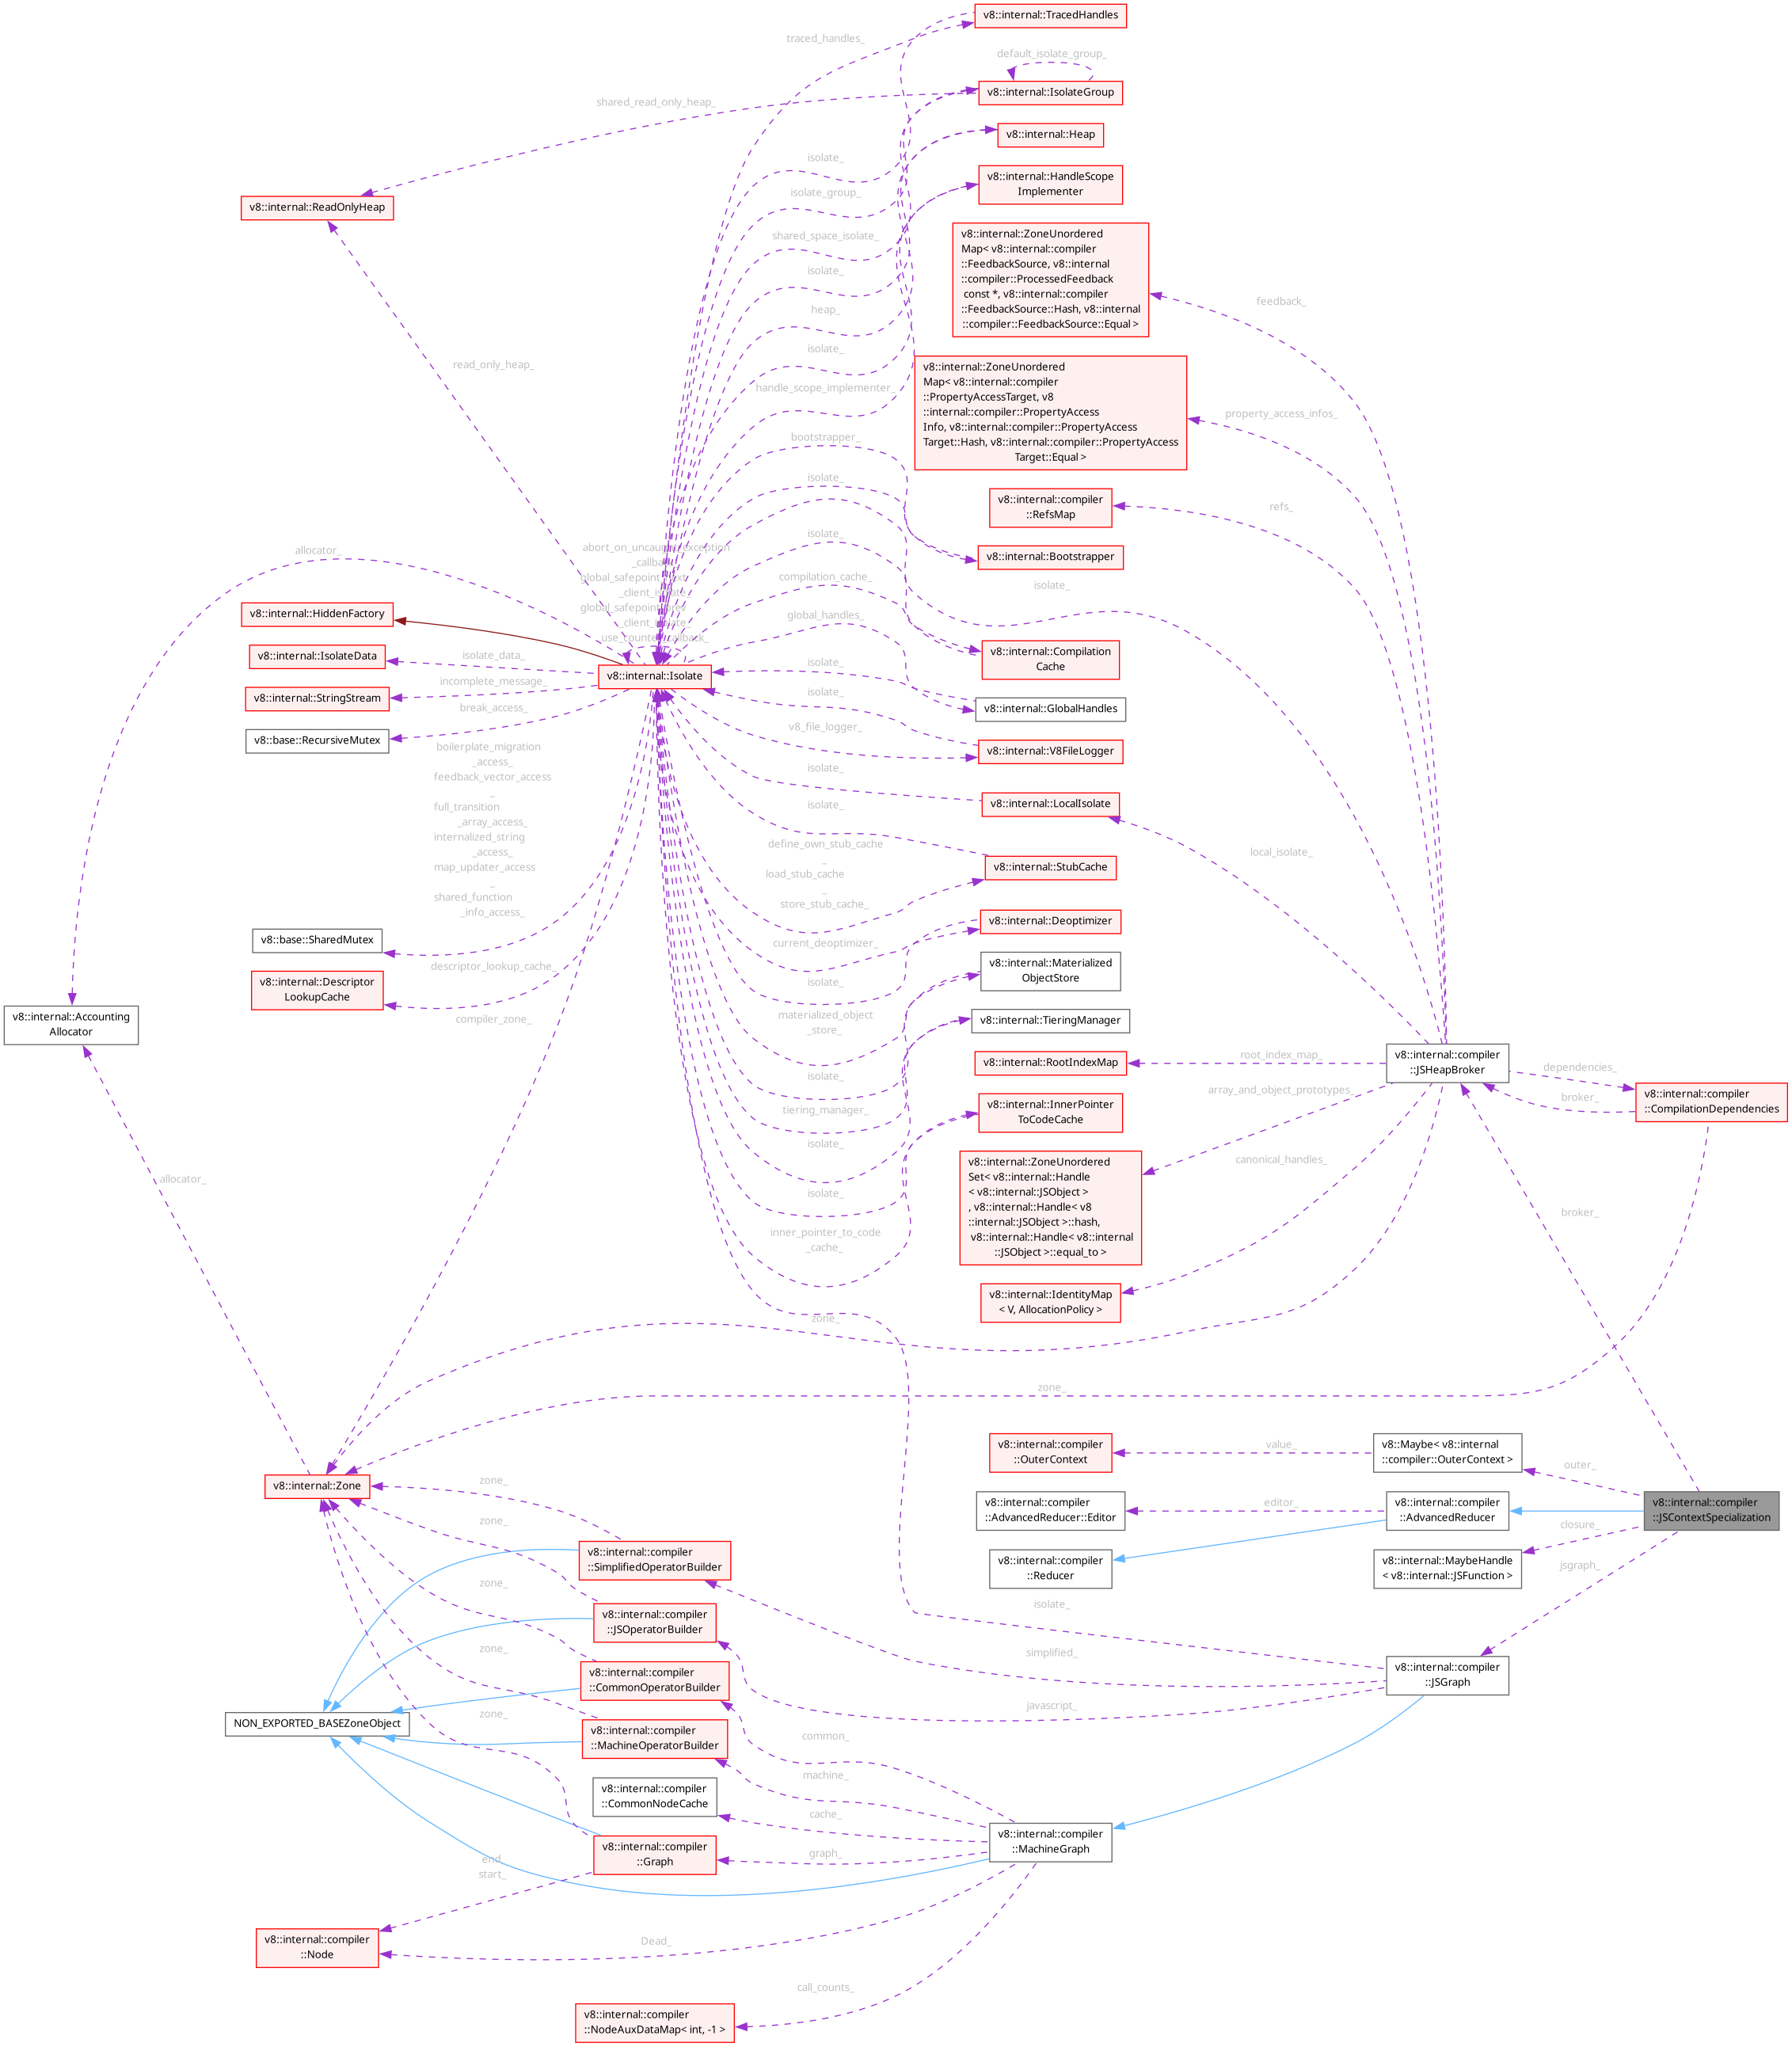 v8::internal::TracedHandles
traced_handles_
default_isolate_group_
v8::internal::IsolateGroup
shared_read_only_heap_
v8::internal::Heap
isolate_
v8::internal::HandleScope
Implementer
isolate_group_
v8::internal::ReadOnlyHeap
shared_space_isolate_
v8::internal::ZoneUnordered
Map< v8::internal::compiler
::FeedbackSource, v8::internal
::compiler::ProcessedFeedback
const *, v8::internal::compiler
::FeedbackSource::Hash, v8::internal
::compiler::FeedbackSource::Equal >
isolate_
feedback_
heap_
isolate_
read_only_heap_
handle_scope_implementer_
v8::internal::ZoneUnordered
Map< v8::internal::compiler
::PropertyAccessTarget, v8
::internal::compiler::PropertyAccess
Info, v8::internal::compiler::PropertyAccess
Target::Hash, v8::internal::compiler::PropertyAccess
Target::Equal >
property_access_infos_
bootstrapper_
isolate_
v8::internal::compiler
::RefsMap
refs_
isolate_
allocator_
abort_on_uncaught_exception
_callback_
global_safepoint_next
_client_isolate_
global_safepoint_prev
_client_isolate_
use_counter_callback_
v8::internal::Bootstrapper
compilation_cache_
isolate_
v8::internal::HiddenFactory
global_handles_
v8::internal::IsolateData
isolate_data_
v8::internal::Compilation
Cache
isolate_
v8::internal::Isolate
v8::internal::StringStream
incomplete_message_
isolate_
v8::internal::GlobalHandles
v8::base::RecursiveMutex
break_access_
v8_file_logger_
v8::internal::V8FileLogger
boilerplate_migration
_access_
feedback_vector_access
_
full_transition
_array_access_
internalized_string
_access_
map_updater_access
_
shared_function
_info_access_
isolate_
v8::internal::LocalIsolate
isolate_
define_own_stub_cache
_
load_stub_cache
_
store_stub_cache_
v8::internal::StubCache
local_isolate_
v8::base::SharedMutex
v8::internal::Deoptimizer
current_deoptimizer_
descriptor_lookup_cache_
v8::internal::Descriptor
LookupCache
isolate_
v8::internal::Materialized
ObjectStore
v8::internal::Accounting
Allocator
compiler_zone_
materialized_object
_store_
v8::internal::TieringManager
v8::internal::compiler
::JSHeapBroker
root_index_map_
v8::internal::RootIndexMap
dependencies_
isolate_
array_and_object_prototypes_
broker_
v8::internal::compiler
::CompilationDependencies
tiering_manager_
v8::internal::InnerPointer
ToCodeCache
isolate_
canonical_handles_
v8::internal::ZoneUnordered
Set< v8::internal::Handle
< v8::internal::JSObject >
, v8::internal::Handle< v8
::internal::JSObject >::hash,
v8::internal::Handle< v8::internal
::JSObject >::equal_to >
allocator_
isolate_
broker_
inner_pointer_to_code
_cache_
v8::internal::IdentityMap
< V, AllocationPolicy >
zone_
zone_
v8::internal::compiler
::OuterContext
value_
v8::Maybe< v8::internal
::compiler::OuterContext >
outer_
v8::internal::Zone
zone_
v8::internal::compiler
::AdvancedReducer::Editor
editor_
v8::internal::compiler
::AdvancedReducer
v8::internal::compiler
::JSContextSpecialization
zone_
closure_
v8::internal::compiler
::SimplifiedOperatorBuilder
v8::internal::compiler
::Reducer
v8::internal::MaybeHandle
< v8::internal::JSFunction >
jsgraph_
zone_
v8::internal::compiler
::JSOperatorBuilder
isolate_
zone_
v8::internal::compiler
::CommonOperatorBuilder
simplified_
v8::internal::compiler
::JSGraph
javascript_
NON_EXPORTED_BASEZoneObject
zone_
v8::internal::compiler
::MachineOperatorBuilder
common_
machine_
v8::internal::compiler
::CommonNodeCache
cache_
v8::internal::compiler
::MachineGraph
v8::internal::compiler
::Graph
graph_
end_
start_
v8::internal::compiler
::Node
Dead_
call_counts_
v8::internal::compiler
::NodeAuxDataMap< int, -1 >